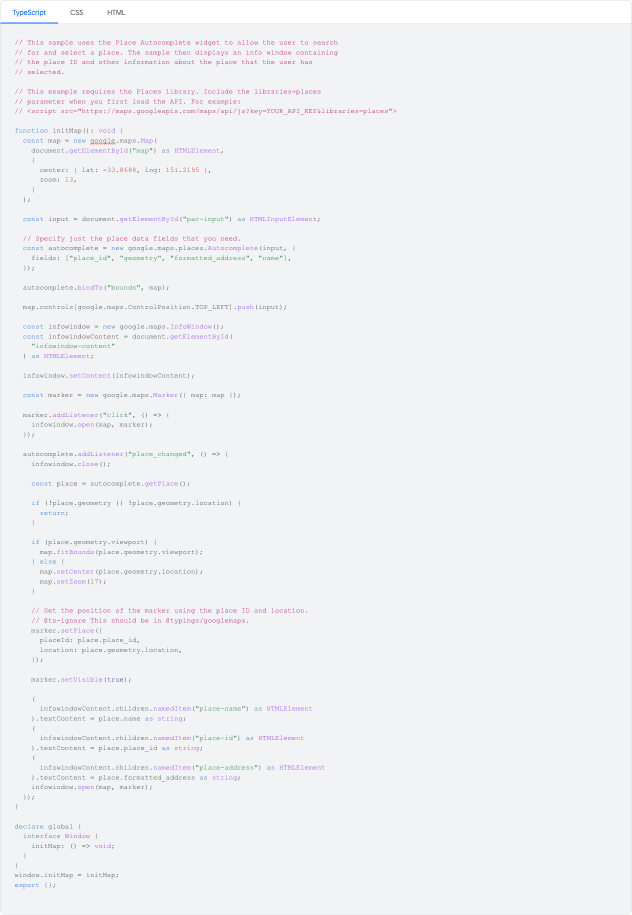 TypeScript CSS HTML
// This sample uses the Place Autocomplete widget to allow the user to search
// for and select a place. The sample then displays an info window containing
// the place ID and other information about the place that the user has
// selected.
// This example requires the Places library. Include the libraries=places
// parameter when you first load the API. For example:
// <script src="https://maps.googleapis.com/maps/api/js?key=YOUR_API_KEY&libraries=places">
function initMap(): void {
  const map = new google.maps.Map(
    document.getElementById("map") as HTMLElement,
    {
      center: { lat: -33.8688, lng: 151.2195 },
      zoom: 13,
    }
  );
  const input = document.getElementById("pac-input") as HTMLInputElement;
  // Specify just the place data fields that you need.
  const autocomplete = new google.maps.places.Autocomplete(input, {
    fields: ["place_id", "geometry", "formatted_address", "name"],
  });
  autocomplete.bindTo("bounds", map);
  map.controls[google.maps.ControlPosition.TOP_LEFT].push(input);
  const infowindow = new google.maps.InfoWindow();
  const infowindowContent = document.getElementById(
    "infowindow-content"
  ) as HTMLElement;
  infowindow.setContent(infowindowContent);
  const marker = new google.maps.Marker({ map: map });
  marker.addListener("click", () => {
    infowindow.open(map, marker);
  });
  autocomplete.addListener("place_changed", () => {
    infowindow.close();
    const place = autocomplete.getPlace();
    if (!place.geometry || !place.geometry.location) {
      return;
    }
    if (place.geometry.viewport) {
      map.fitBounds(place.geometry.viewport);
    } else {
      map.setCenter(place.geometry.location);
      map.setZoom(17);
    }
    // Set the position of the marker using the place ID and location.
    // @ts-ignore This should be in @typings/googlemaps.
    marker.setPlace({
      placeId: place.place_id,
      location: place.geometry.location,
    });
    marker.setVisible(true);
    (
      infowindowContent.children.namedItem("place-name") as HTMLElement
    ).textContent = place.name as string;
    (
      infowindowContent.children.namedItem("place-id") as HTMLElement
    ).textContent = place.place_id as string;
    (
      infowindowContent.children.namedItem("place-address") as HTMLElement
    ).textContent = place.formatted_address as string;
    infowindow.open(map, marker);
  });
}
declare global {
  interface Window {
    initMap: () => void;
  }
}
window.initMap = initMap;
export {};